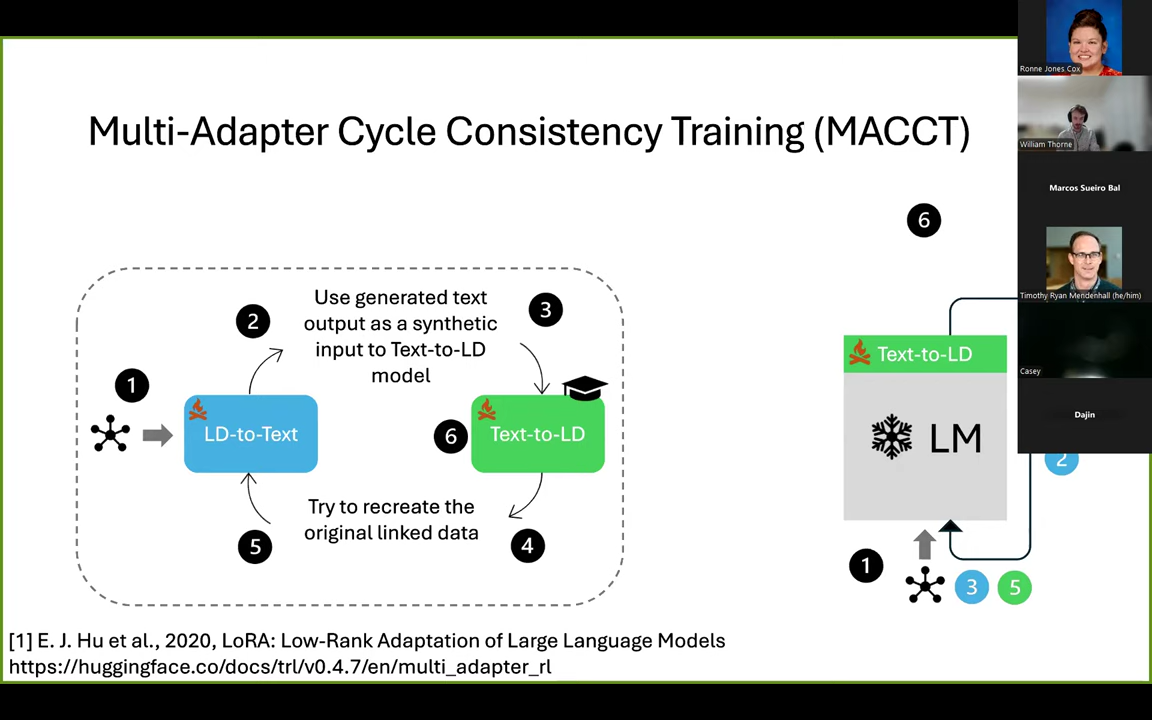 Multi-Adapter Cycle Consistency Training (MACCT)
1
2
Use generated text
output as a synthetic
input to Text-to-LD
model
3
LD-to-Text
6
Text-to-LD
5
Try to recreate the
original linked data
4
6
Text-to-LD
LM
2
1
3
5
[1] E. J. Hu et al., 2020, LoRA: Low-Rank Adaptation of Large Language Models
https://huggingface.co/docs/trl/v0.4.7/en/multi_adapter_rl
Ronne Jones Cox
William Thorne
Marcos Sueiro Bal
Timothy Ryan Mendenhall (he/him)
Casey
Dajin